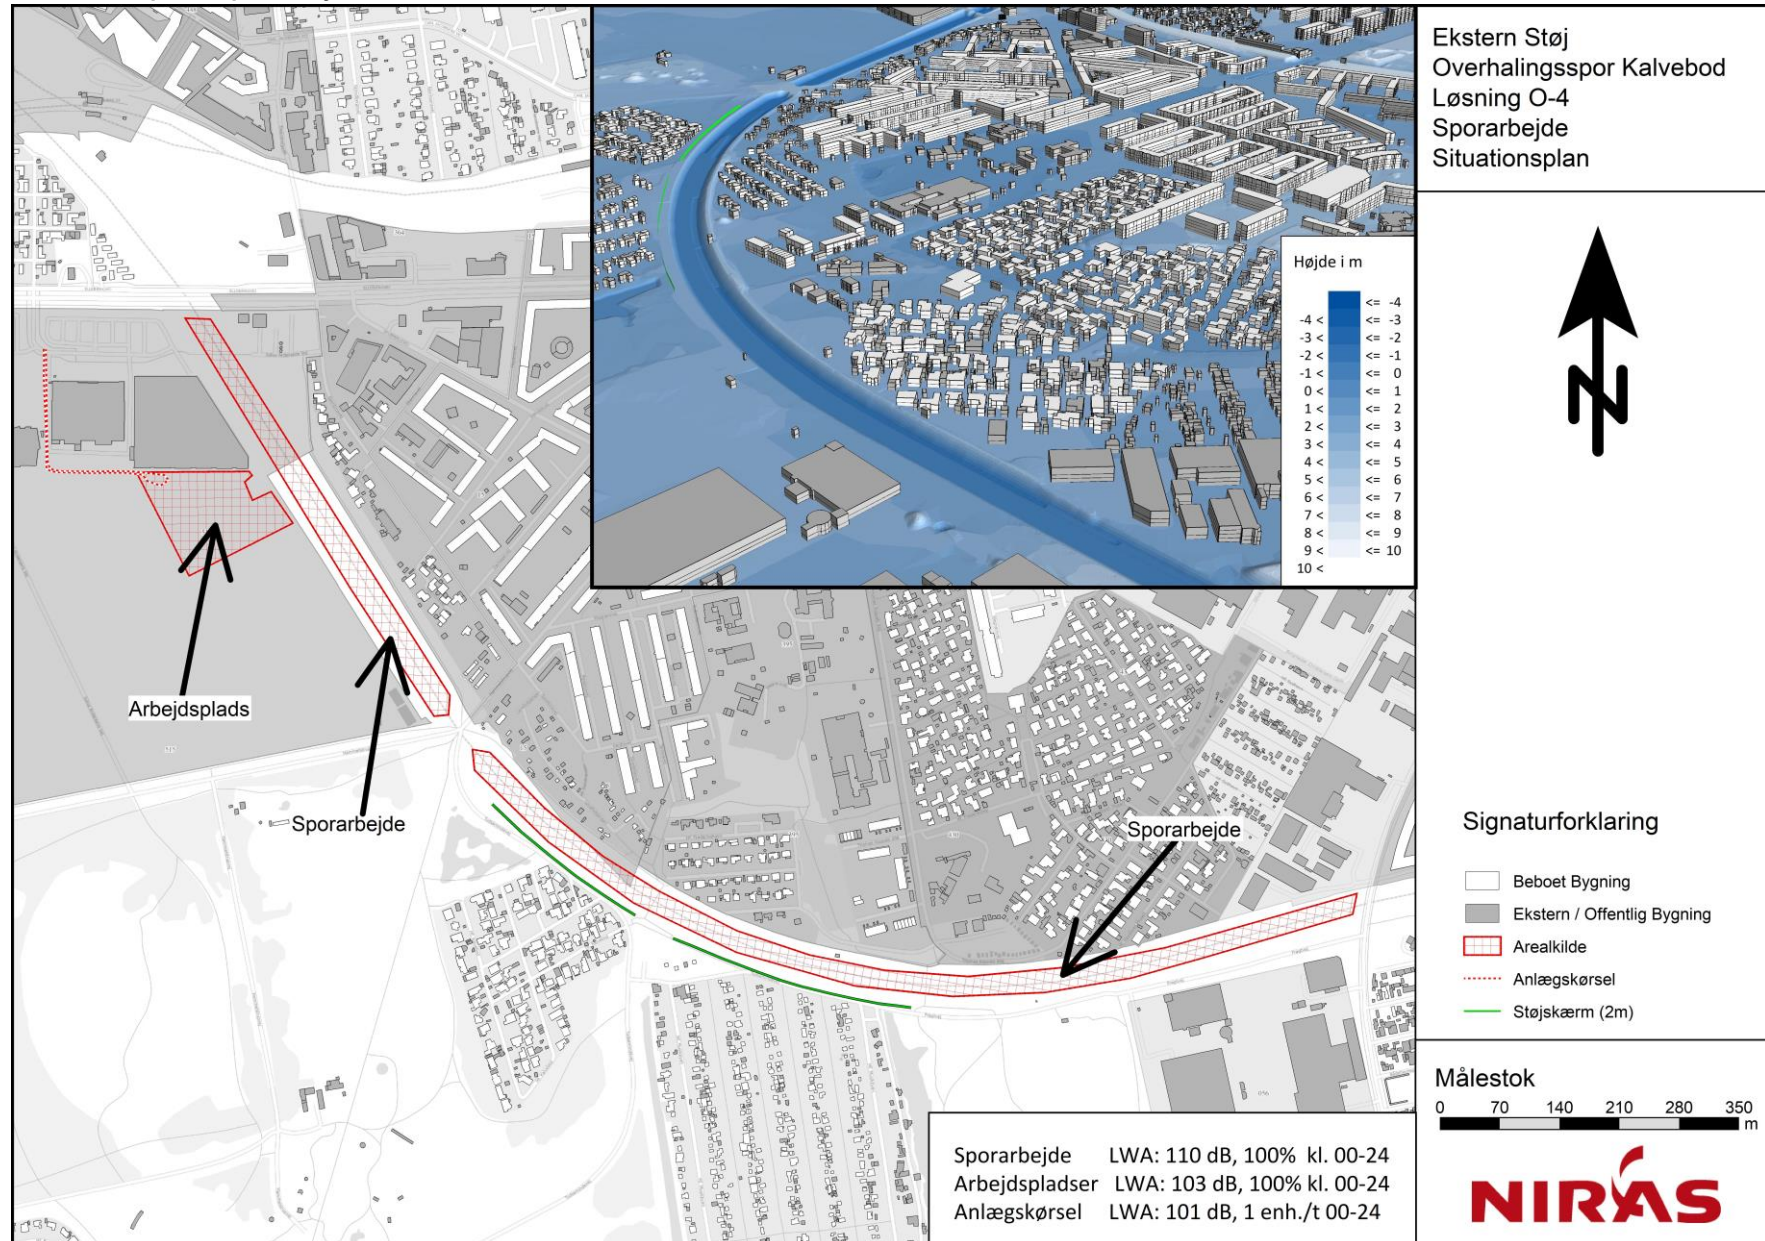 Ekstern Støj
Overhalingsspor Kalvebod
Løsning O-4
Sporarbejde
Situationsplan
Højde i m
<= -4
-4 < <= -3
-3 < <= -2
-2 < <= -1
-1 < <= 0
0 < <= 1
1 < <= 2
2 < <= 3
3 < <= 4
4 < <= 5
5 < <= 6
6 < <= 7
7 < <= 8
8 < <= 9
9 < <= 10
10 <
N
Arbejdsplads
Sporarbejde
Sporarbejde
Signaturforklaring
Beboet Bygning
Ekstern / Offentlig Bygning
Arealkilde
Anlægskørsel
Støjskærm (2m)
Målestok
0 70 140 210 280 350
m
Sporarbejde LWA: 110 dB, 100% kl. 00-24
Arbejdspladser LWA: 103 dB, 100% kl. 00-24
Anlægskørsel LWA: 101 dB, 1 enh./t 00-24
NIRÁS